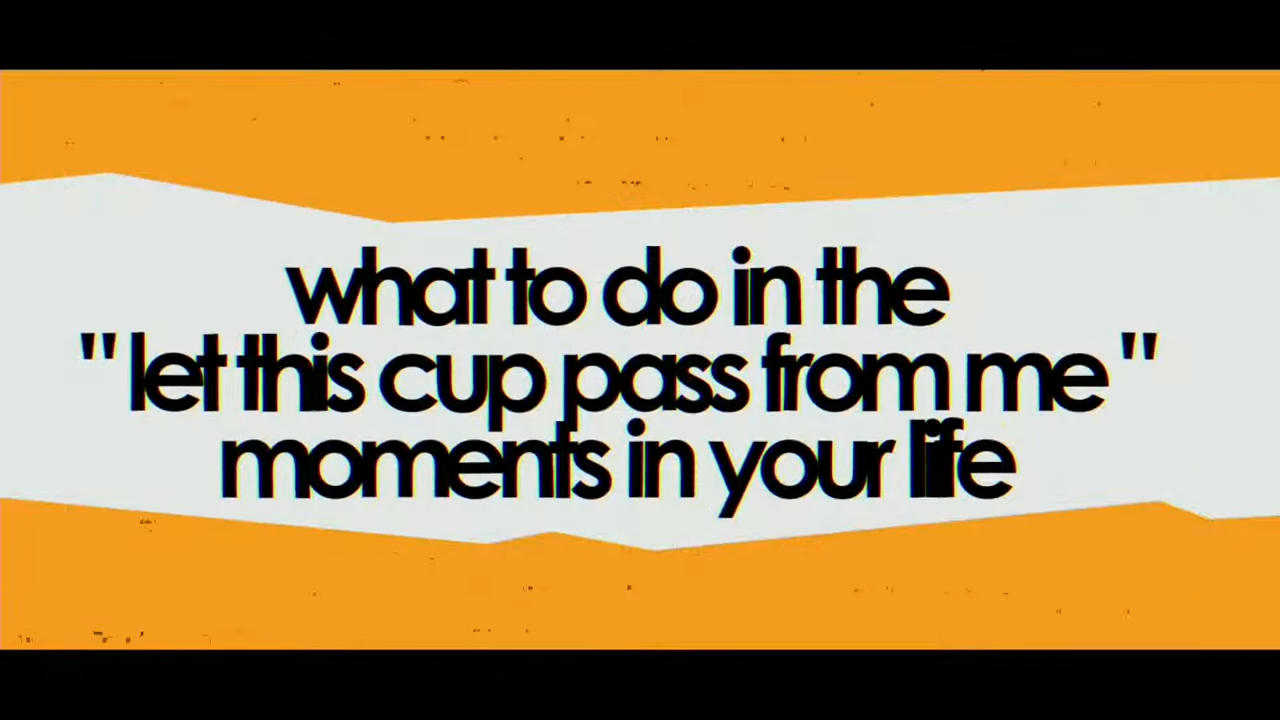 what to do in the
"let this cup pass from me"
moments in your life